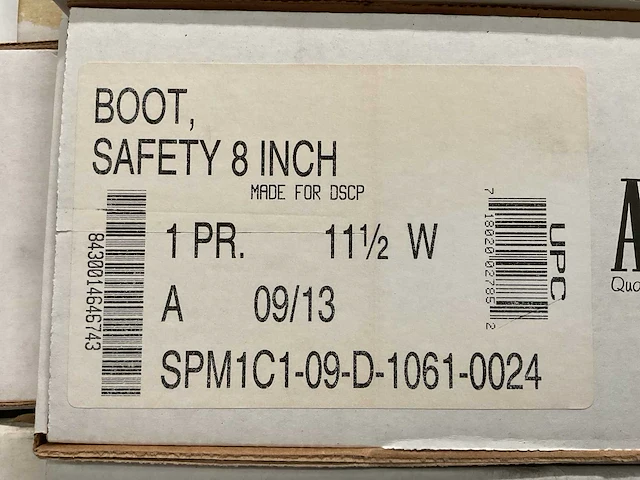 BOOT,
SAFETY 8 INCH
MADE FOR DSCP
1 PR. 11½ W
A 09/13
SPM1C1-09-D-1061-0024
8430014646743
7 18020 02785 2
UPC
A
Qua